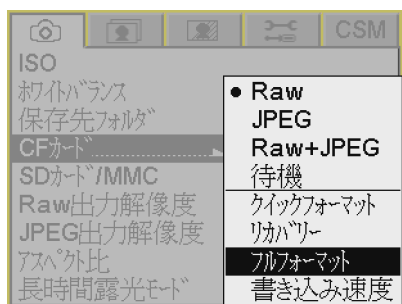 CSM
ISO
ホワイトバランス
保存先フォルダ
CFカード
SDカード/MMC
Raw出力解像度
JPEG出力解像度
アスペクト比
長時間露光モード
Raw
JPEG
Raw+JPEG
待機
クイックフォーマット
リカバリー
フルフォーマット
書き込み速度